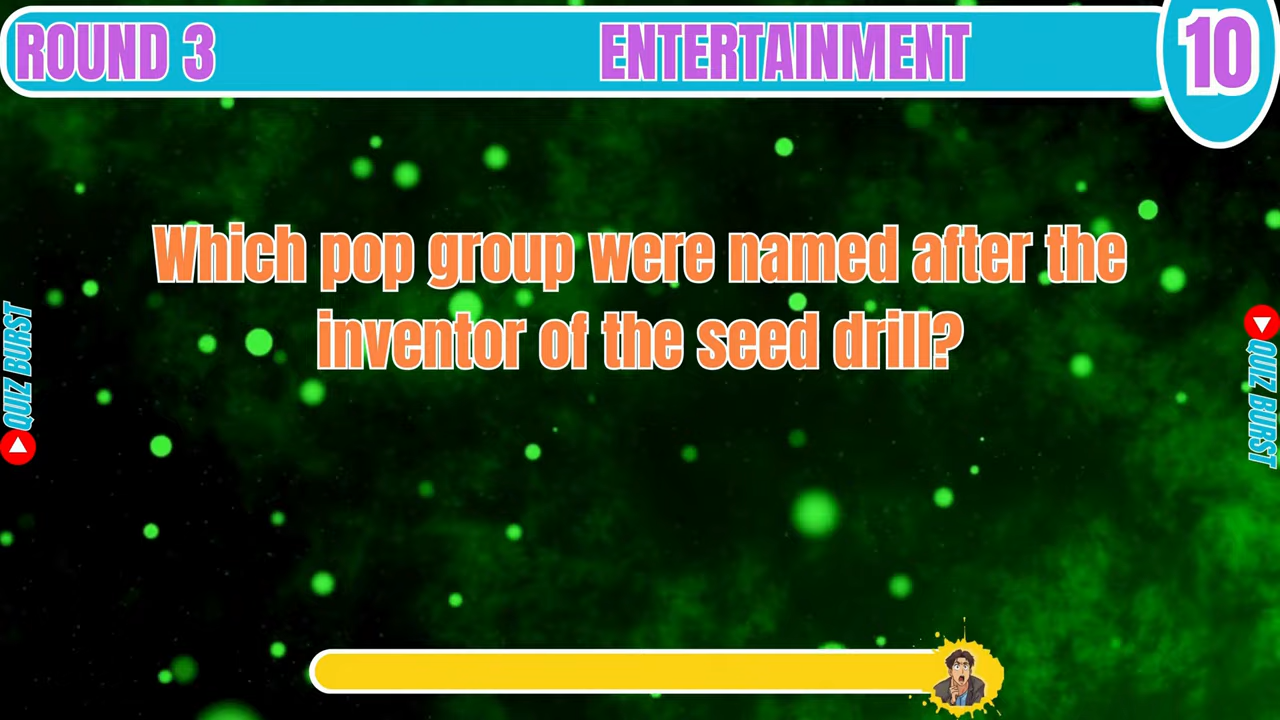 ROUND 3
ENTERTAINMENT
10
Which pop group were named after the
inventor of the seed drill?
QUIZ BURST
QUIZ BURST